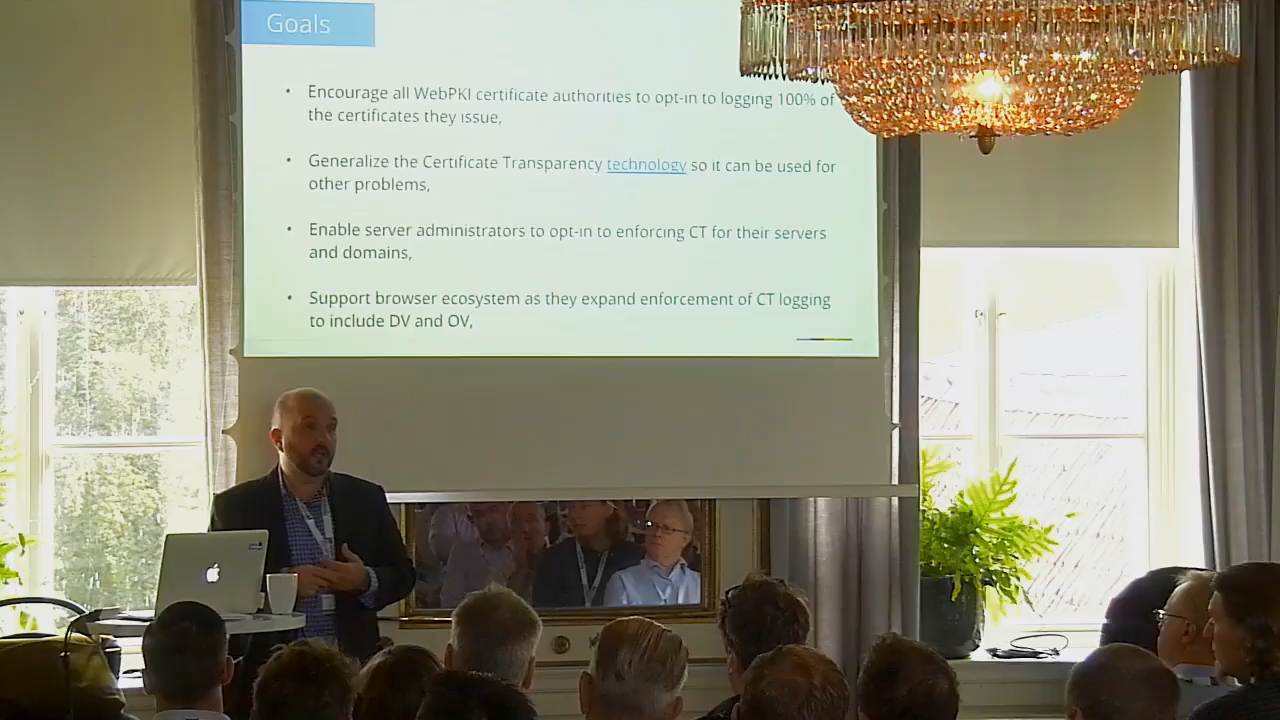 Goals
Encourage all WebPKI certificate authorities to opt-in to logging 100% of
the certificates they issue,
Generalize the Certificate Transparency technology so it can be used for
other problems,
Enable server administrators to opt-in to enforcing CT for their servers
and domains,
Support browser ecosystem as they expand enforcement of CT logging
to include DV and OV,